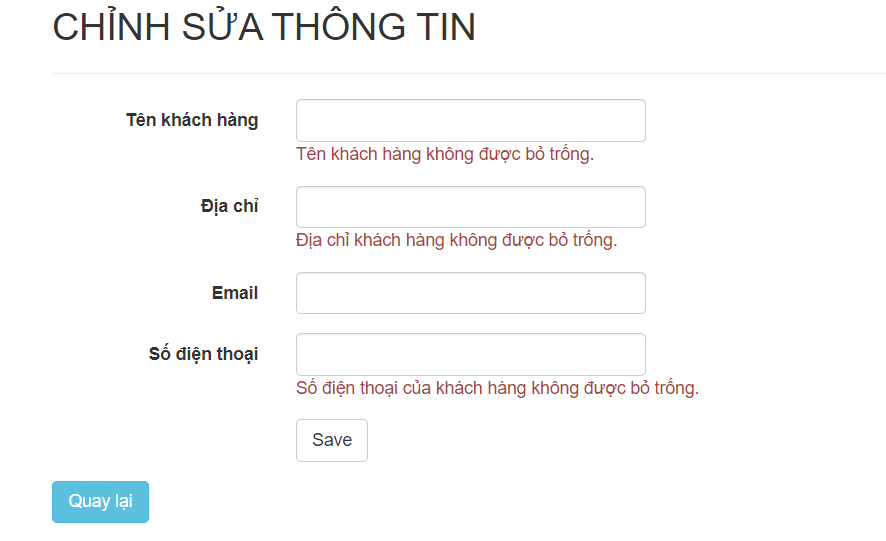 CHỈNH SỬA THÔNG TIN
Tên khách hàng
Tên khách hàng không được bỏ trống.
Địa chỉ
Địa chỉ khách hàng không được bỏ trống.
Email
Số điện thoại
Số điện thoại của khách hàng không được bỏ trống.
Save
Quay lại